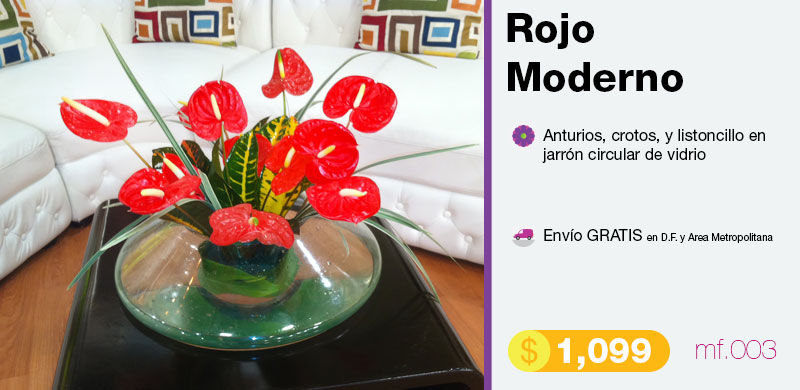 Rojo
Moderno
Anturios, crotos, y listoncillo en
jarrón circular de vidrio
Envío GRATIS en D.F. y Area Metropolitana
$ 1,099
mf.003